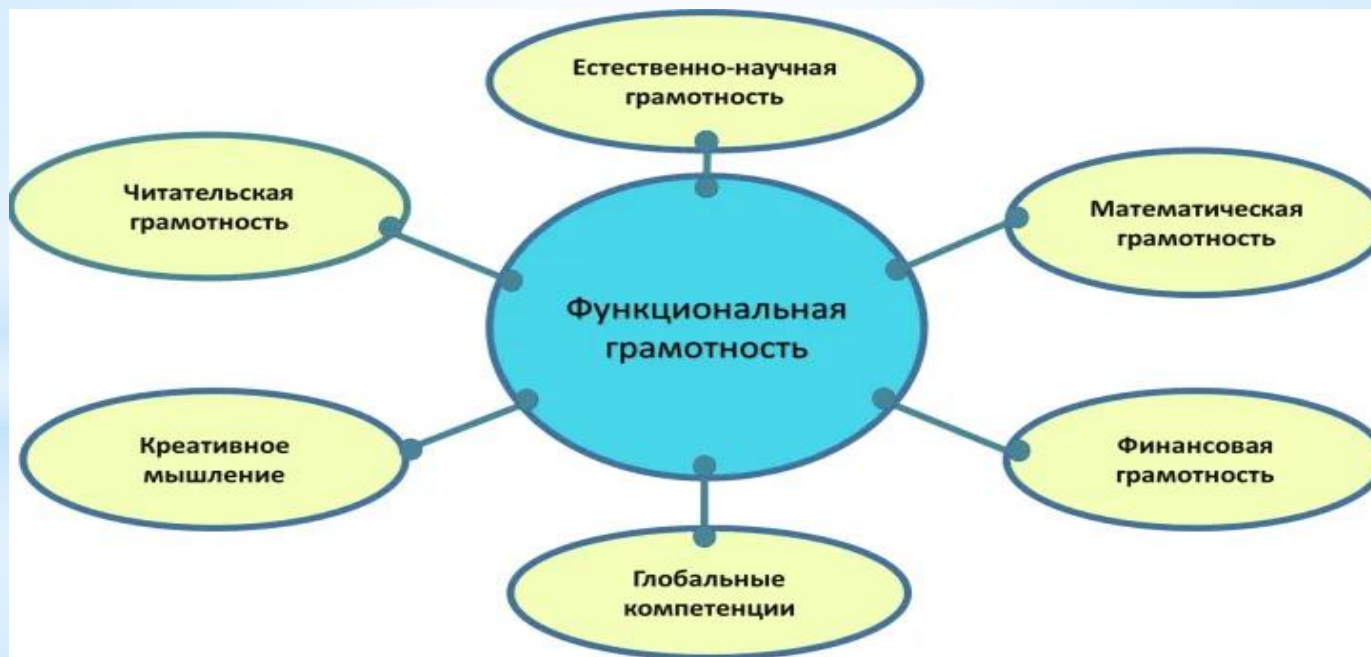 Естественно-научная
грамотность
Читательская
грамотность
Математическая
грамотность
Функциональная
грамотность
Креативное
мышление
Финансовая
грамотность
Глобальные
компетенции